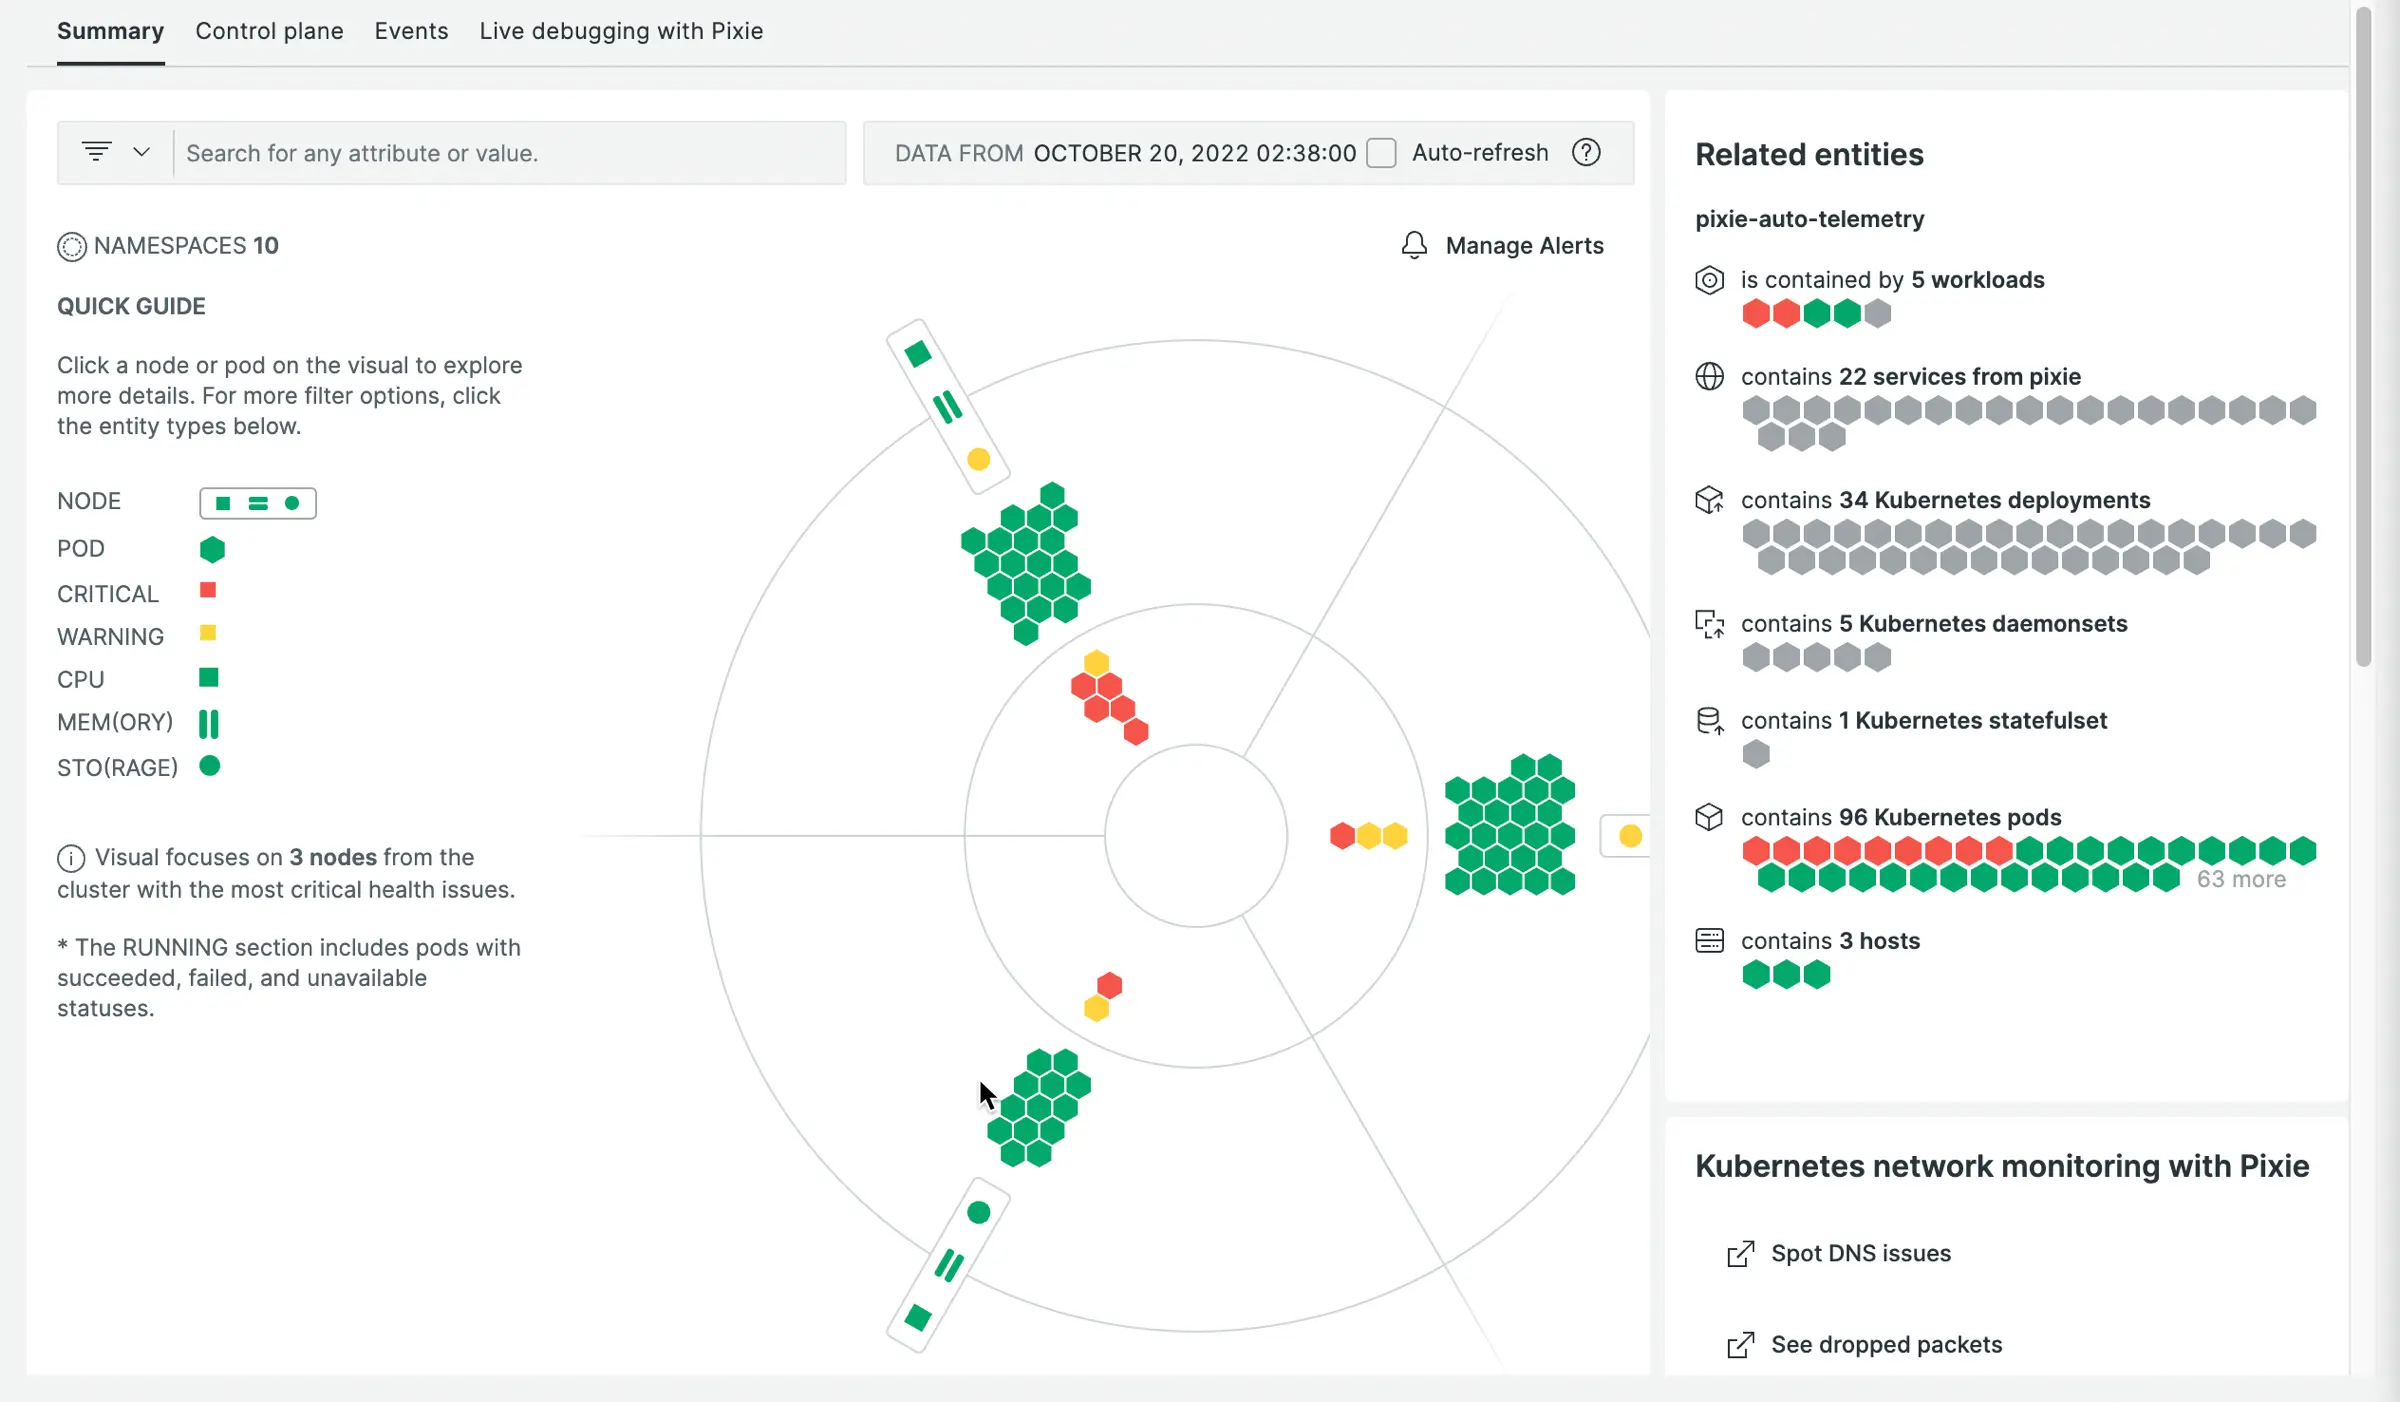 Summary Control plane Events Live debugging with Pixie
Search for any attribute or value.
DATA FROM OCTOBER 20, 2022 02:38:00 Auto-refresh ?
NAMESPACES 10
Manage Alerts
QUICK GUIDE
Click a node or pod on the visual to explore
more details. For more filter options, click
the entity types below.
NODE
POD
CRITICAL
WARNING
CPU
MEM(ORY)
STO(RAGE)
Visual focuses on 3 nodes from the
cluster with the most critical health issues.
* The RUNNING section includes pods with
succeeded, failed, and unavailable
statuses.
Related entities
pixie-auto-telemetry
is contained by 5 workloads
contains 22 services from pixie
contains 34 Kubernetes deployments
contains 5 Kubernetes daemonsets
contains 1 Kubernetes statefulset
contains 96 Kubernetes pods
63 more
contains 3 hosts
Kubernetes network monitoring with Pixie
Spot DNS issues
See dropped packets